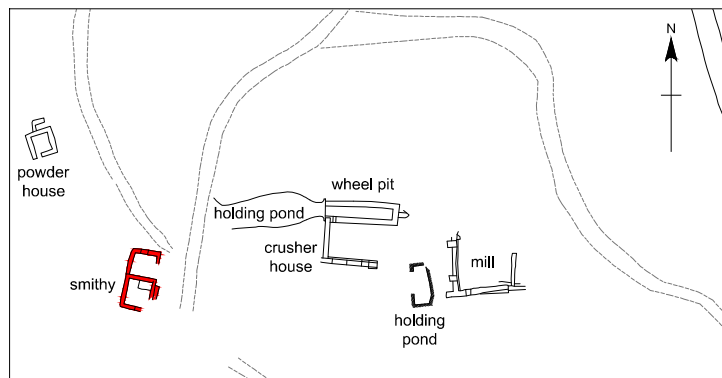 N
powder
house
wheel pit
holding pond
crusher
house
mill
smithy
holding
pond